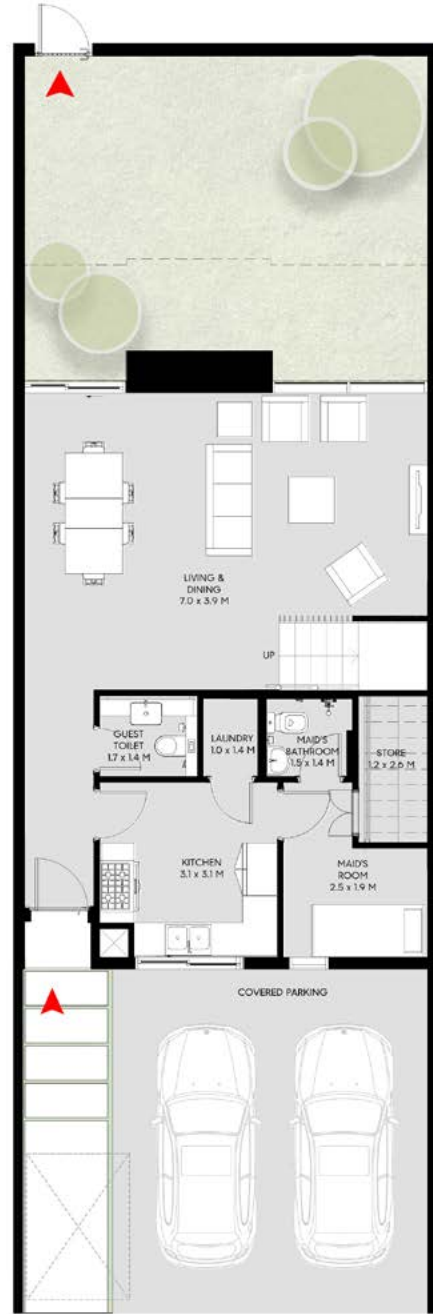 LIVING &
DINING
7.0 x 3.9 M
UP
GUEST
TOILET
1.7 x 1.4 M
LAUNDRY
1.0 x 1.4 M
MAID'S
BATHROOM
1.5 x 1.4 M
STORE
1.2 x 2.6 M
KITCHEN
3.1 x 3.1 M
MAID'S
ROOM
2.5 x 1.9 M
COVERED PARKING